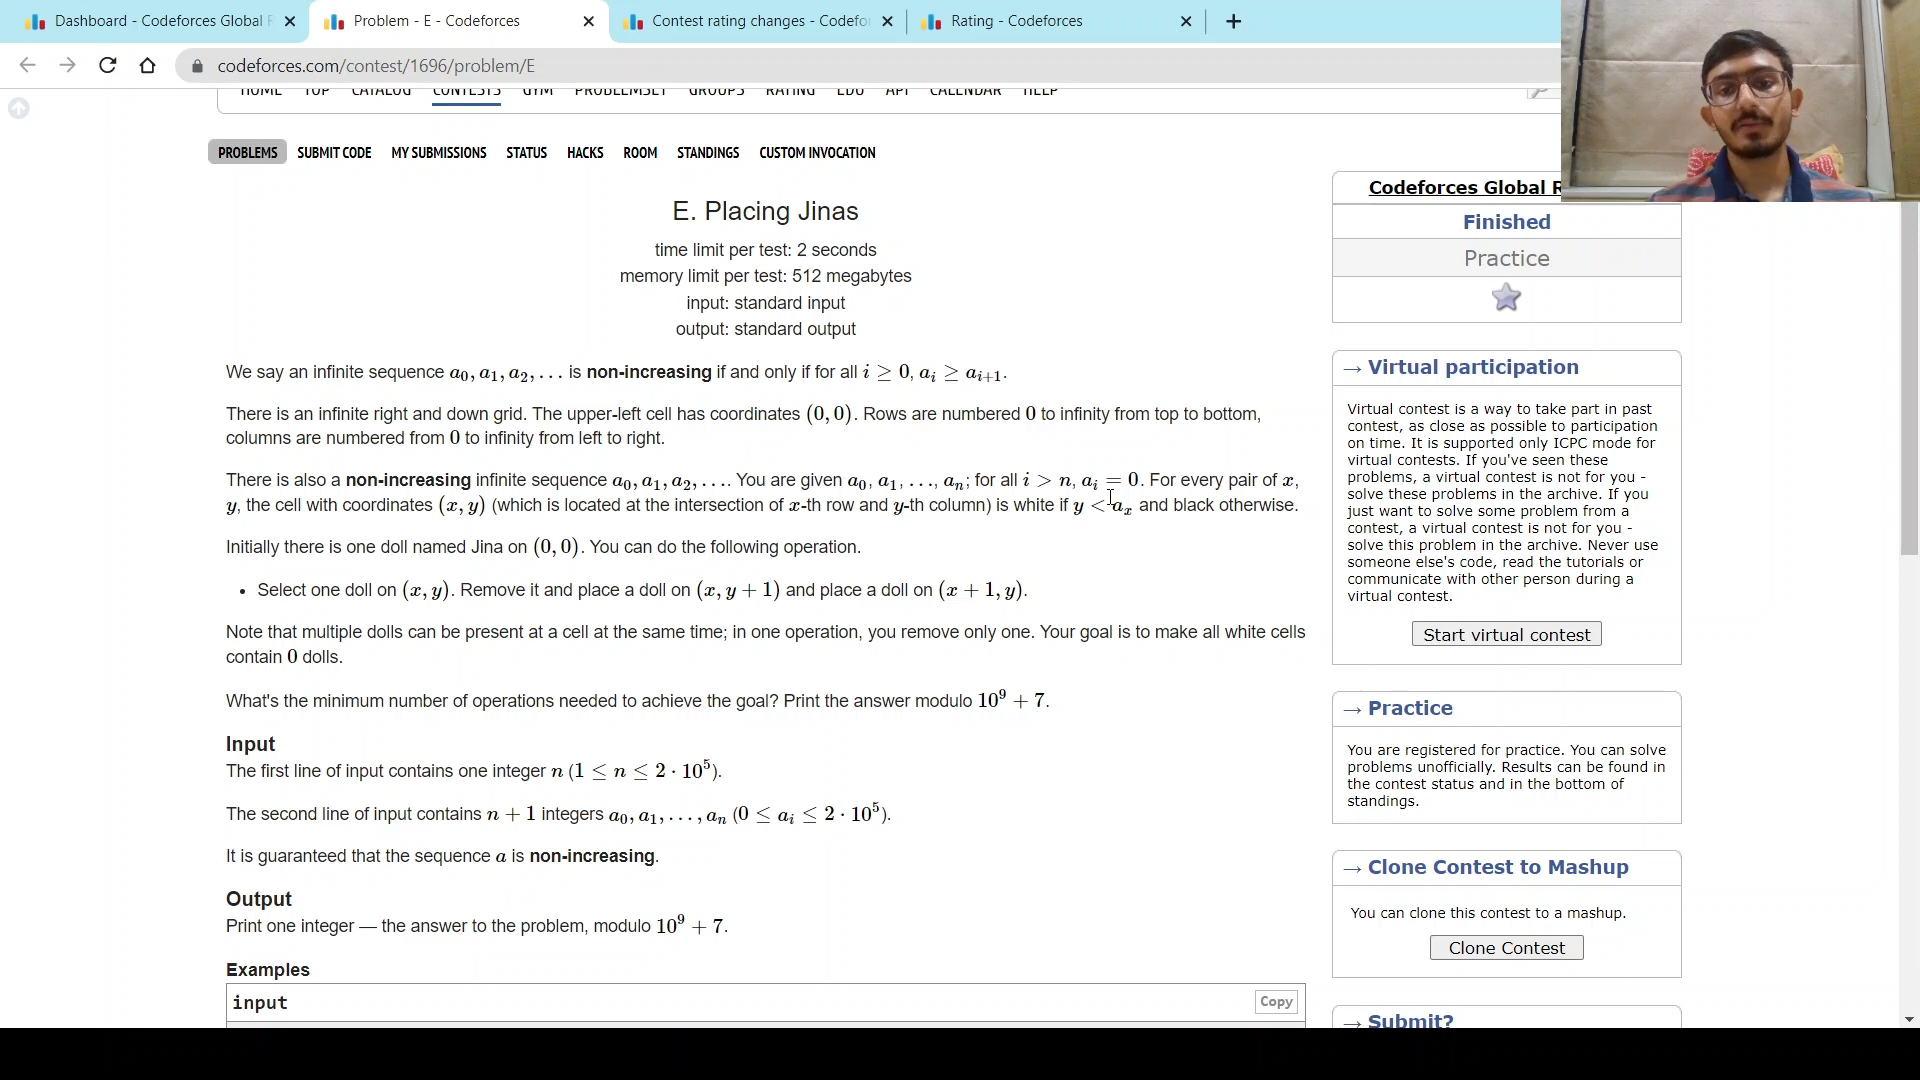 Dashboard - Codeforces Global R
Problem - E - Codeforces
Contest rating changes - Codefor
Rating - Codeforces
codeforces.com/contest/1696/problem/E
HOME TOP CATALOG CONTESTS GYM PROBLEMSET GROUPS RATING EDU API CALENDAR HELP
PROBLEMS SUBMIT CODE MY SUBMISSIONS STATUS HACKS ROOM STANDINGS CUSTOM INVOCATION
E. Placing Jinas
time limit per test: 2 seconds
memory limit per test: 512 megabytes
input: standard input
output: standard output
We say an infinite sequence a₀, a₁, a₂, … is non-increasing if and only if for all i ≥ 0, aᵢ ≥ aᵢ₊₁.
There is an infinite right and down grid. The upper-left cell has coordinates (0, 0). Rows are numbered 0 to infinity from top to bottom,
columns are numbered from 0 to infinity from left to right.
There is also a non-increasing infinite sequence a₀, a₁, a₂, …. You are given a₀, a₁, …, aₙ; for all i > n, aᵢ = 0. For every pair of x,
y, the cell with coordinates (x, y) (which is located at the intersection of x-th row and y-th column) is white if y < aₓ and black otherwise.
Initially there is one doll named Jina on (0, 0). You can do the following operation.
• Select one doll on (x, y). Remove it and place a doll on (x, y + 1) and place a doll on (x + 1, y).
Note that multiple dolls can be present at a cell at the same time; in one operation, you remove only one. Your goal is to make all white cells
contain 0 dolls.
What's the minimum number of operations needed to achieve the goal? Print the answer modulo 10⁹ + 7.
Input
The first line of input contains one integer n (1 ≤ n ≤ 2 · 10⁵).
The second line of input contains n + 1 integers a₀, a₁, …, aₙ (0 ≤ aᵢ ≤ 2 · 10⁵).
It is guaranteed that the sequence a is non-increasing.
Output
Print one integer — the answer to the problem, modulo 10⁹ + 7.
Examples
input
Copy
Codeforces Global R
Finished
Practice
→ Virtual participation
Virtual contest is a way to take part in past
contest, as close as possible to participation
on time. It is supported only ICPC mode for
virtual contests. If you've seen these
problems, a virtual contest is not for you -
solve these problems in the archive. If you
just want to solve some problem from a
contest, a virtual contest is not for you -
solve this problem in the archive. Never use
someone else's code, read the tutorials or
communicate with other person during a
virtual contest.
Start virtual contest
→ Practice
You are registered for practice. You can solve
problems unofficially. Results can be found in
the contest status and in the bottom of
standings.
→ Clone Contest to Mashup
You can clone this contest to a mashup.
Clone Contest
→ Submit?